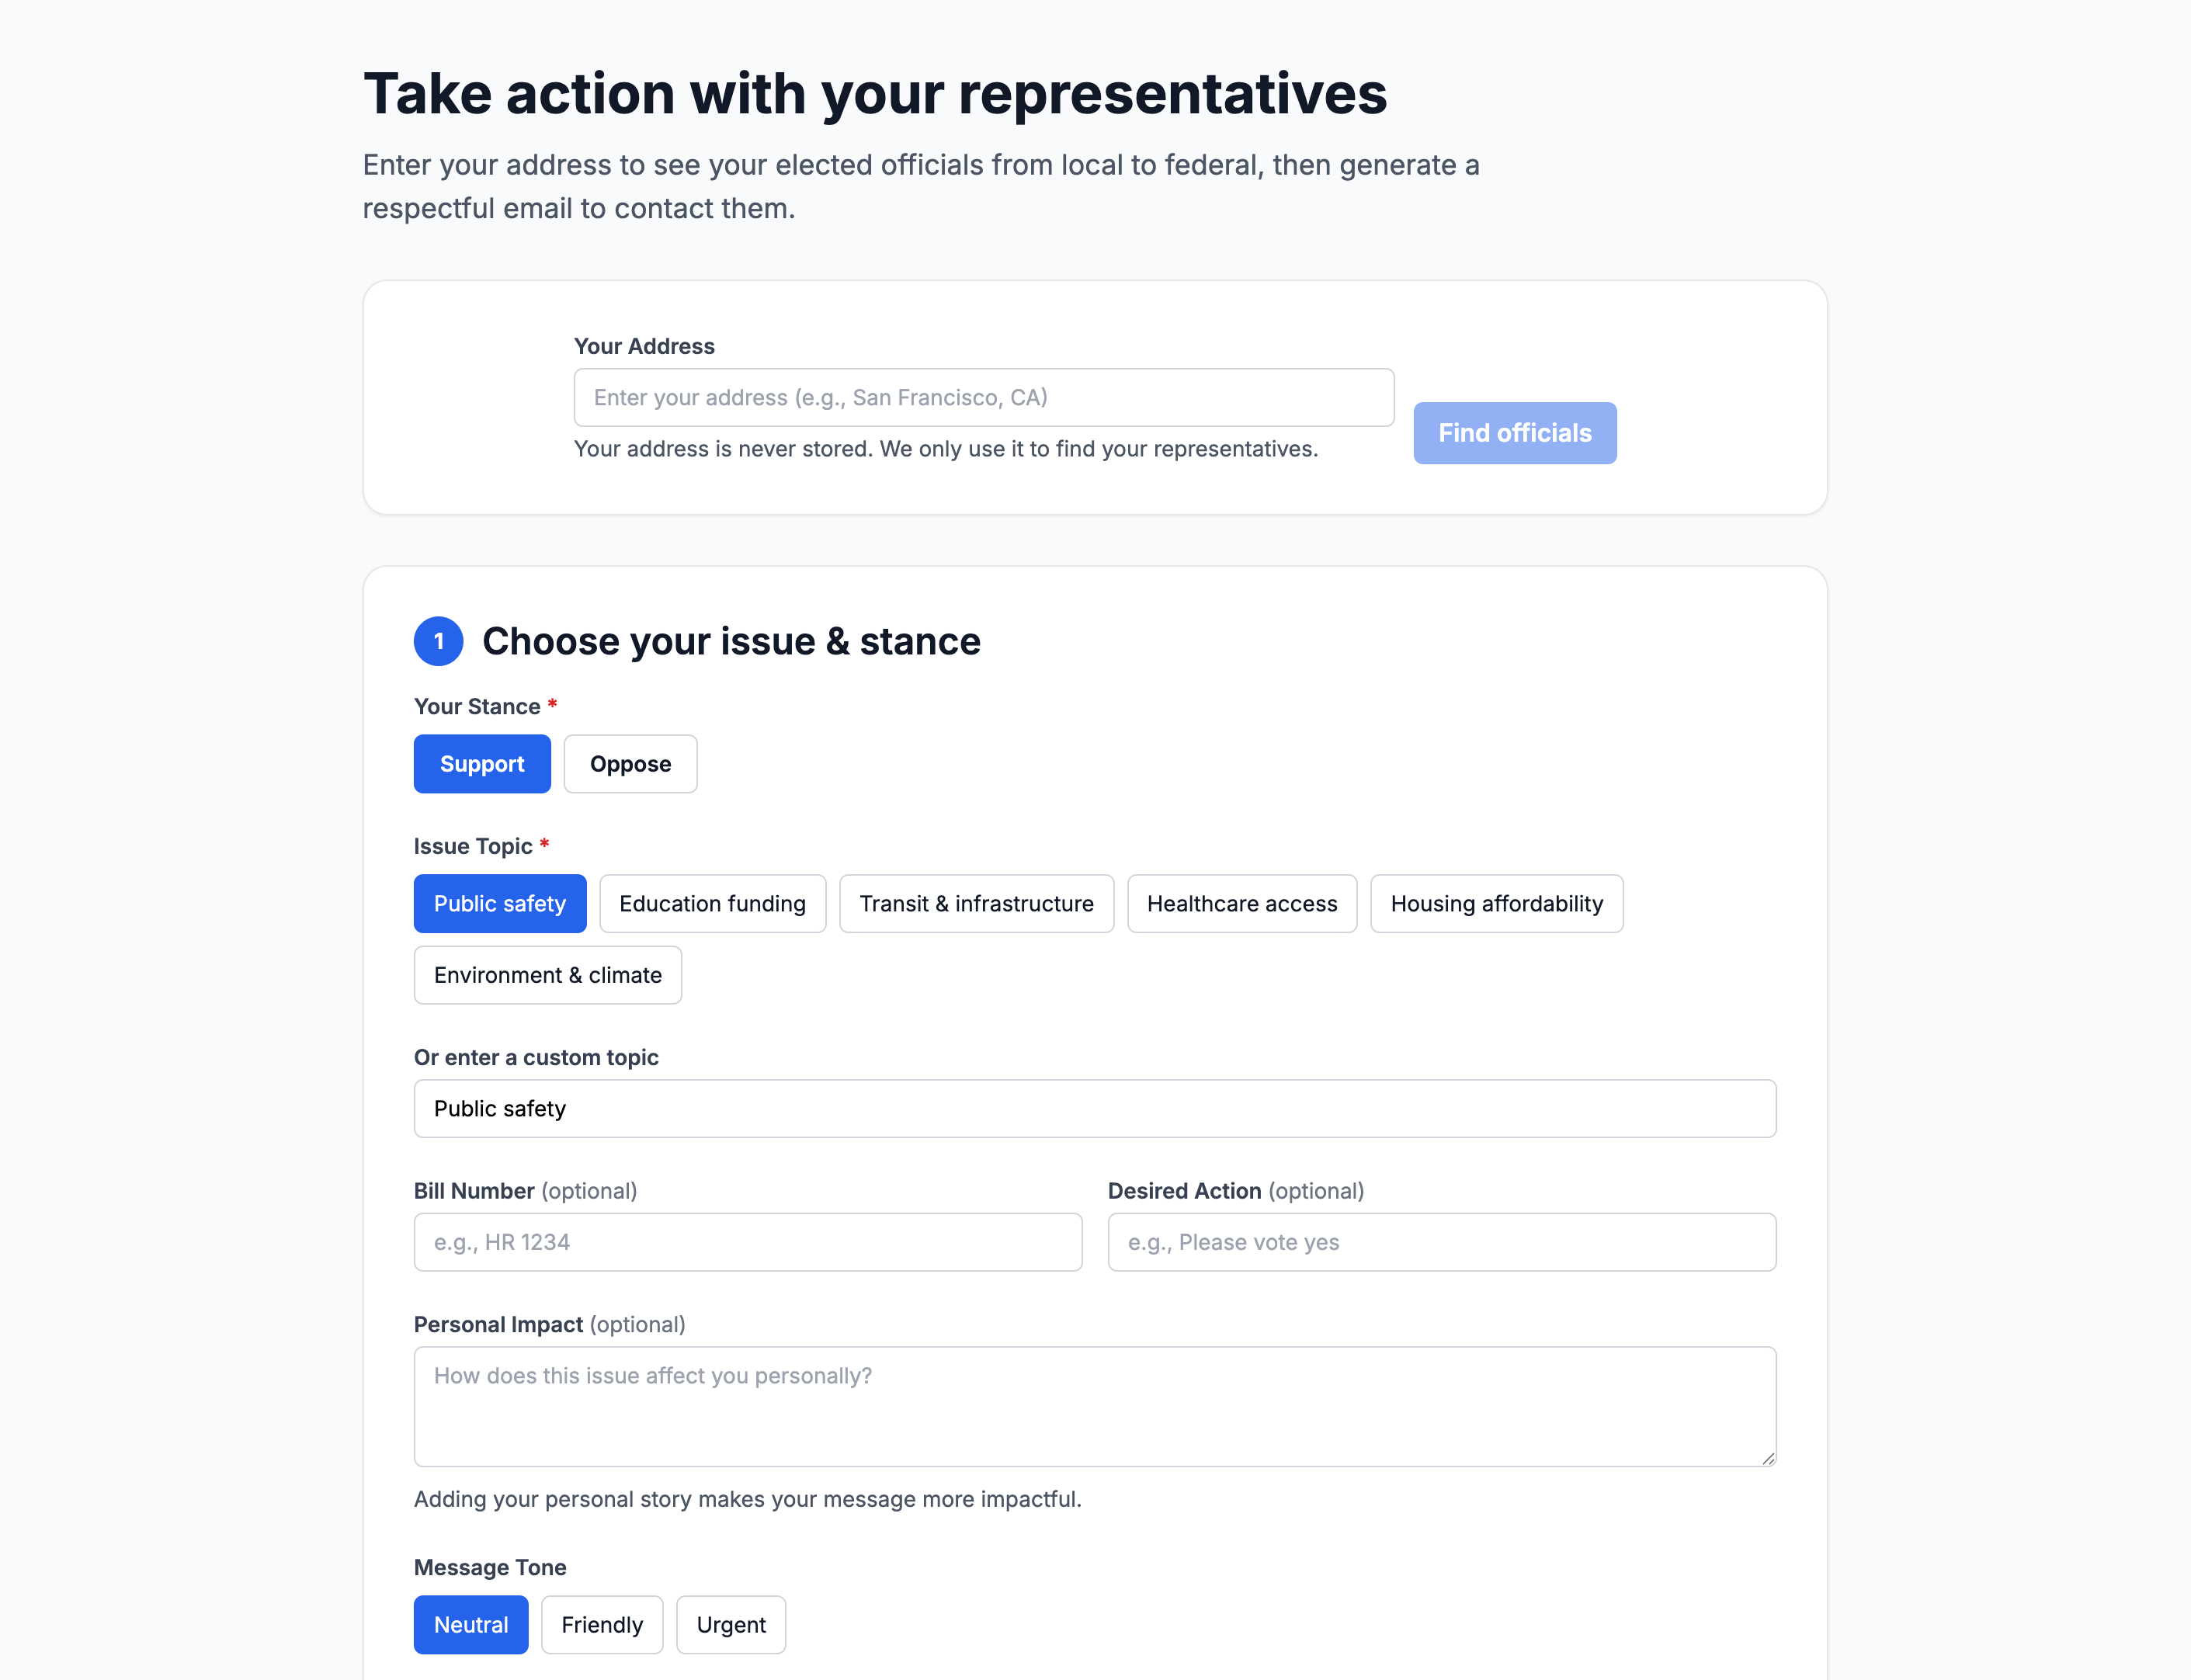 Take action with your representatives
Enter your address to see your elected officials from local to federal, then generate a
respectful email to contact them.
Your Address
Enter your address (e.g., San Francisco, CA)
Your address is never stored. We only use it to find your representatives.
Find officials
1 Choose your issue & stance
Your Stance *
Support Oppose
Issue Topic *
Public safety Education funding Transit & infrastructure Healthcare access Housing affordability
Environment & climate
Or enter a custom topic
Public safety
Bill Number (optional) Desired Action (optional)
e.g., HR 1234 e.g., Please vote yes
Personal Impact (optional)
How does this issue affect you personally?
Adding your personal story makes your message more impactful.
Message Tone
Neutral Friendly Urgent